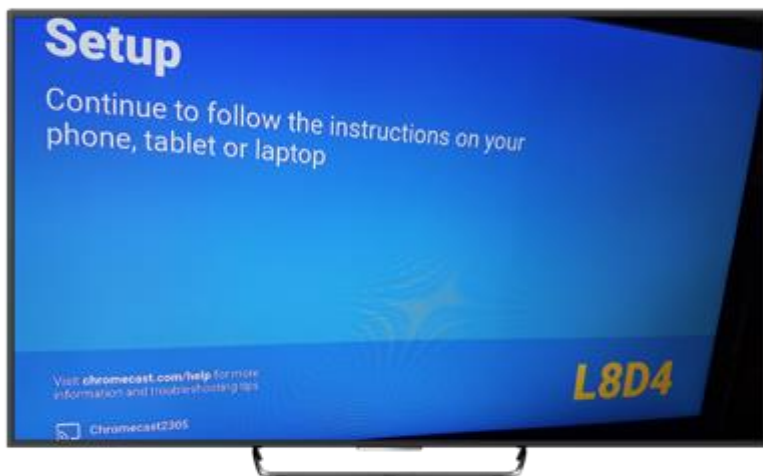 Setup
Continue to follow the instructions on your
phone, tablet or laptop
Visit chromecast.com/help for more
information and troubleshooting tips
L8D4
Chromecast2305